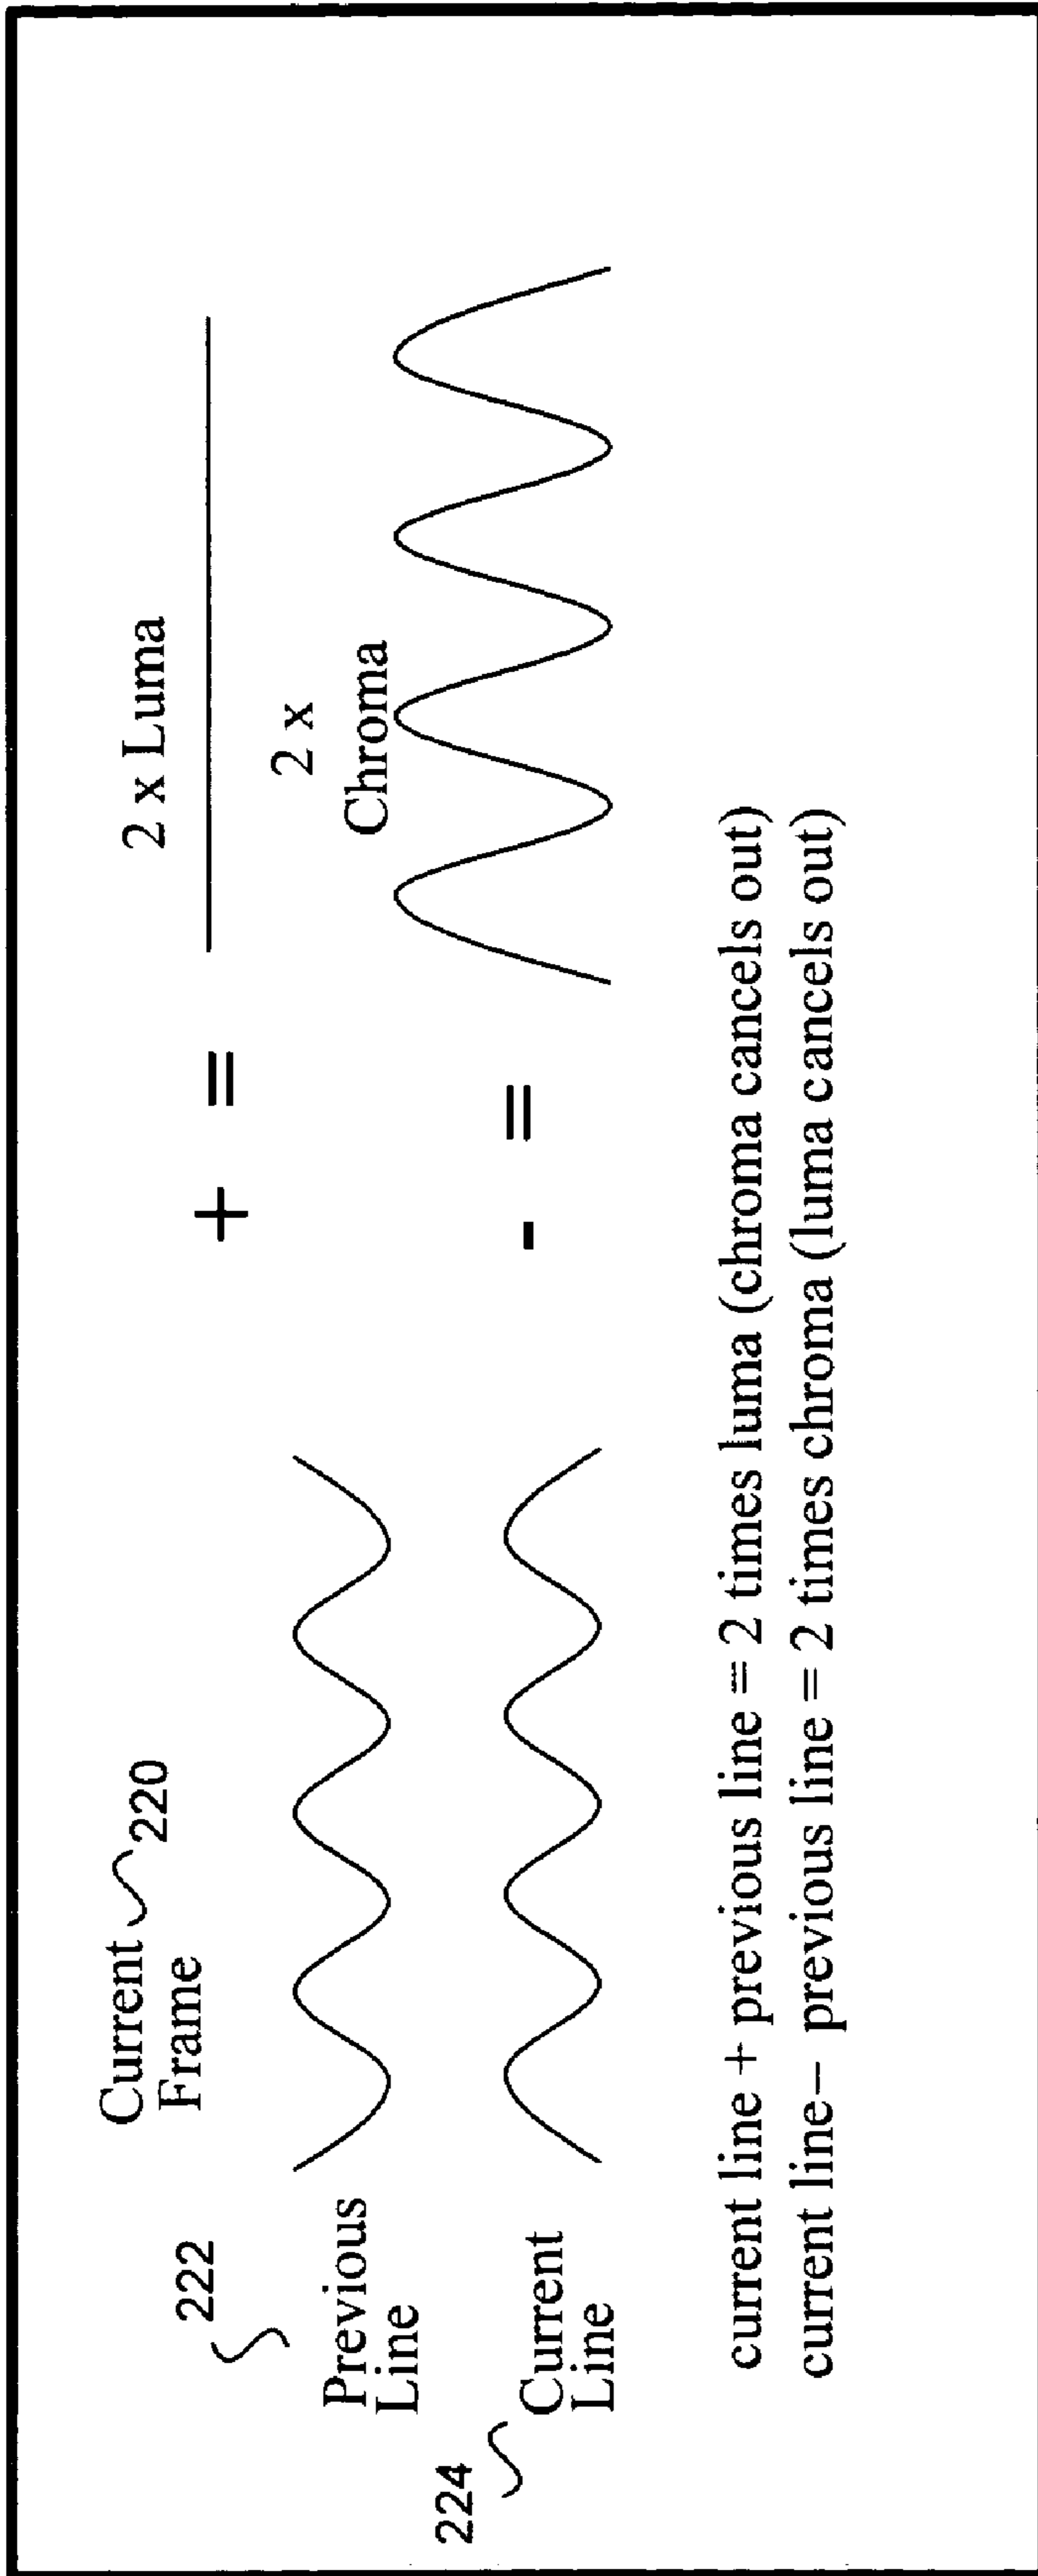 Current
Frame
220
222
Previous
Line
224
Current
Line
+ =
2 x Luma
- =
2 x
Chroma
current line + previous line = 2 times luma (chroma cancels out)
current line– previous line = 2 times chroma (luma cancels out)